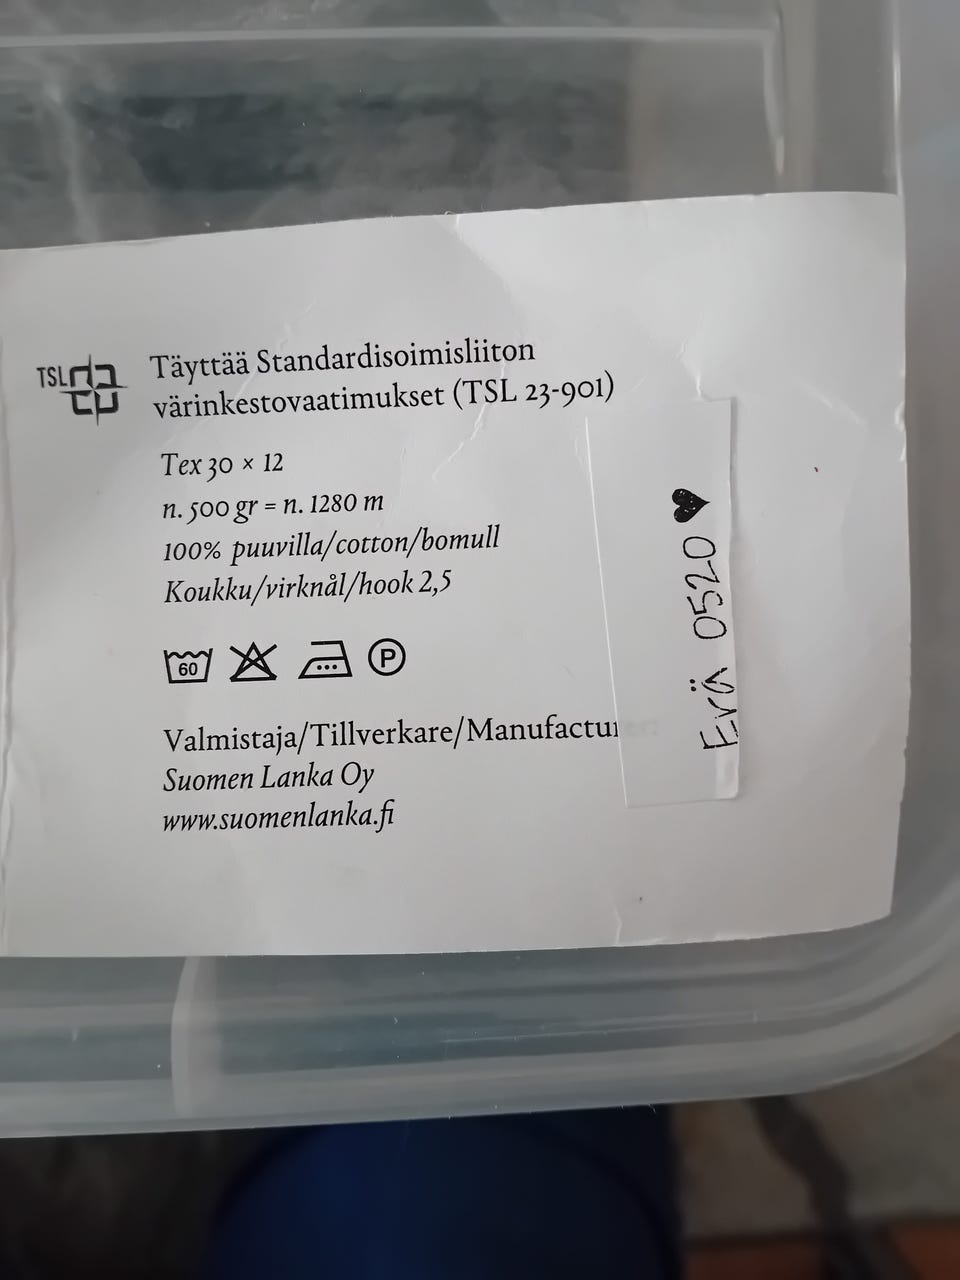 TSL
Täyttää Standardisoimisliiton
värinkestovaatimukset (TSL 23-901)
Tex 30 × 12
n. 500 gr = n. 1280 m
100% puuvilla/cotton/bomull
Koukku/virknål/hook 2,5
60 P
Valmistaja/Tillverkare/Manufactur
Suomen Lanka Oy
www.suomenlanka.fi
Erä 0520 ♥